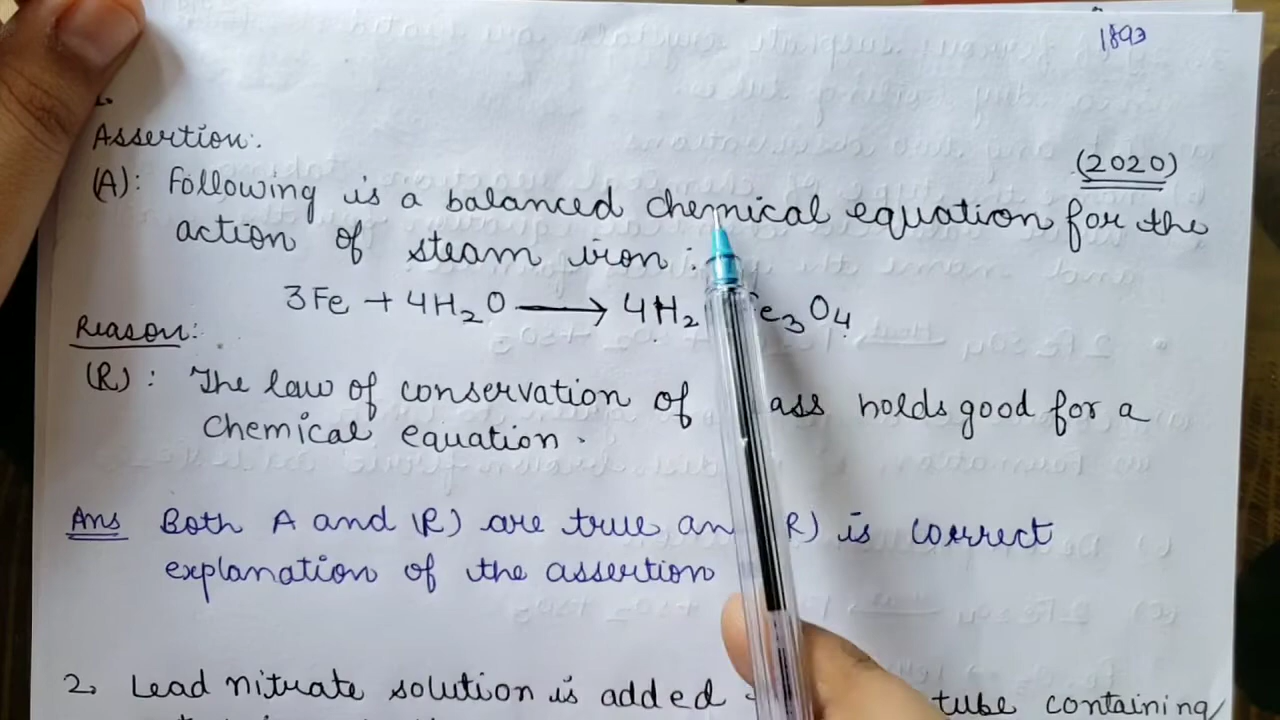 1893
1.
Assertion:
(2020)
(A): Following is a balanced chemical equation for the
action of steam iron :
3Fe + 4H₂O ⟶ 4H₂ e₃O₄
Reason:
(R) : The law of conservation of ass holds good for a
chemical equation.
Ans Both A and (R) are true an R) is correct
explanation of the assertion
2. Lead nitrate solution is added tube containing